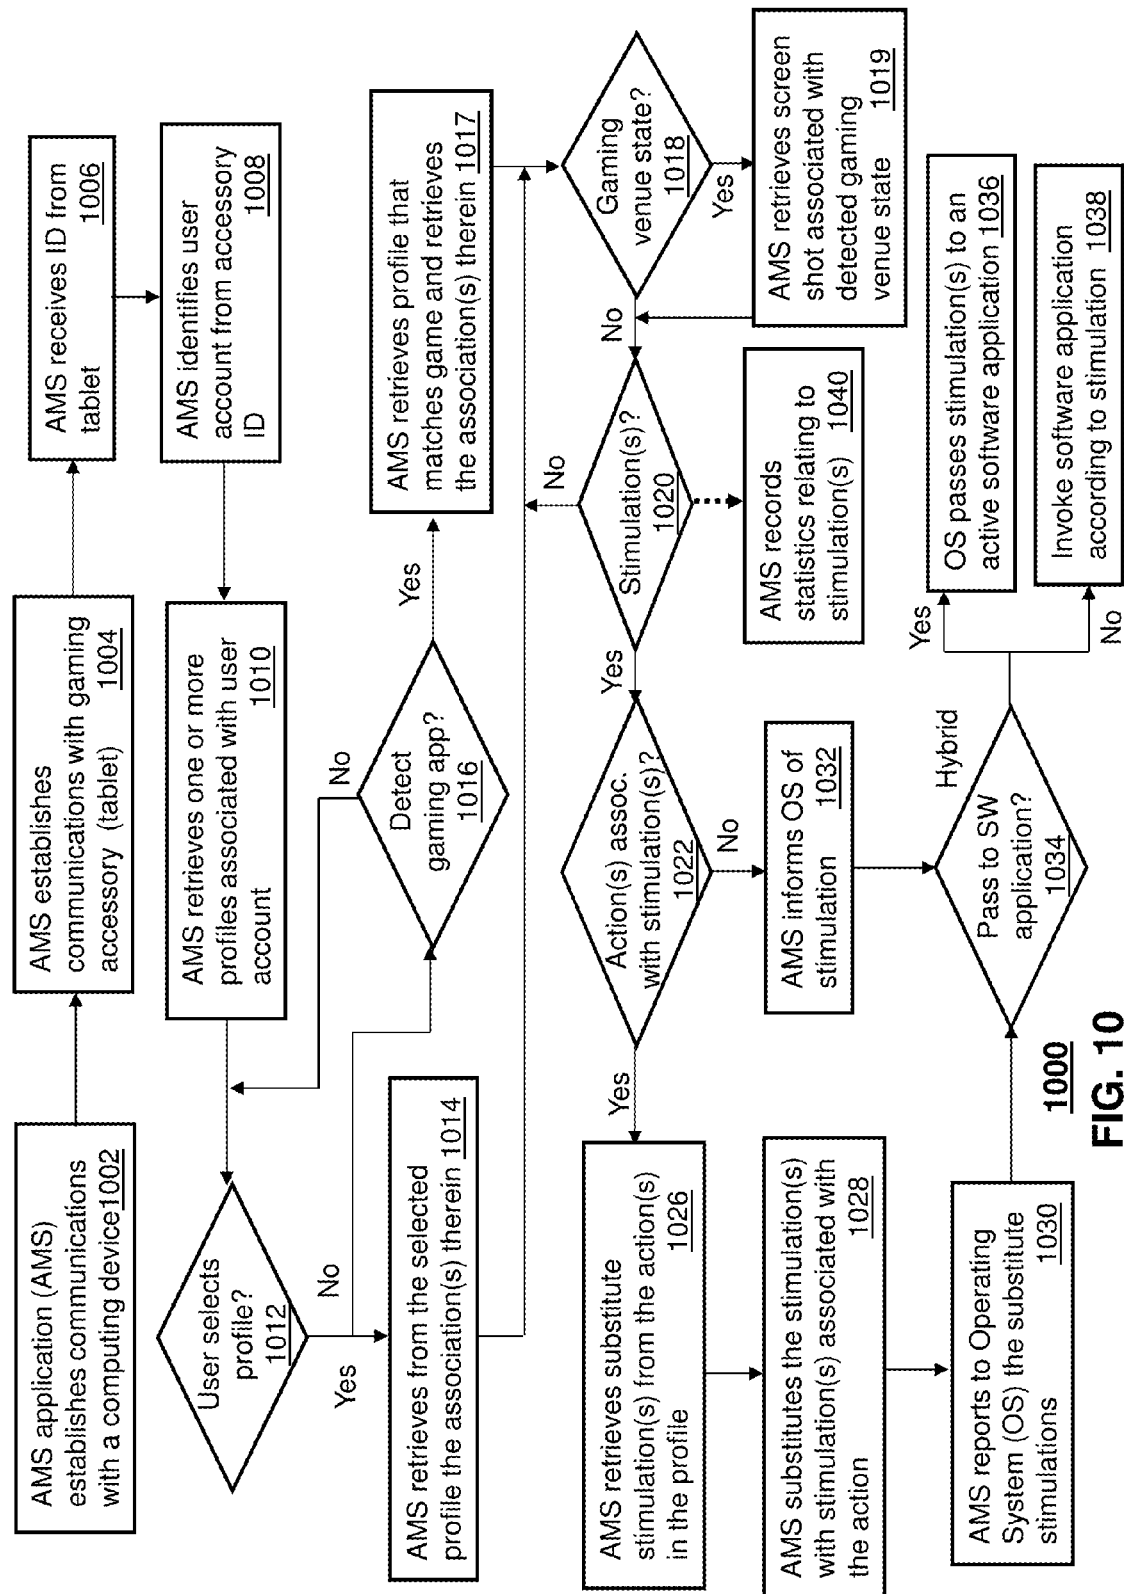 AMS application (AMS)
establishes communications
with a computing device1002
AMS establishes
communications with gaming
accessory (tablet) 1004
AMS receives ID from
tablet 1006
AMS identifies user
account from accessory
ID 1008
AMS retrieves one or more
profiles associated with user
account 1010
User selects
profile?
1012
No
Yes
AMS retrieves from the selected
profile the association(s) therein 1014
Detect
gaming app?
1016
No
Yes
AMS retrieves profile that
matches game and retrieves
the association(s) therein 1017
Gaming
venue state?
1018
No
Yes
AMS retrieves screen
shot associated with
detected gaming
venue state 1019
Stimulation(s)?
1020
No
Yes
AMS records
statistics relating to
stimulation(s) 1040
Action(s) assoc.
with stimulation(s)?
1022
Yes
No
AMS retrieves substitute
stimulation(s) from the action(s)
in the profile 1026
AMS substitutes the stimulation(s)
with stimulation(s) associated with
the action 1028
AMS reports to Operating
System (OS) the substitute
stimulations 1030
AMS informs OS of
stimulation 1032
Pass to SW
application?
1034
Hybrid
Yes
No
OS passes stimulation(s) to an
active software application 1036
Invoke software application
according to stimulation 1038
1000
FIG. 10